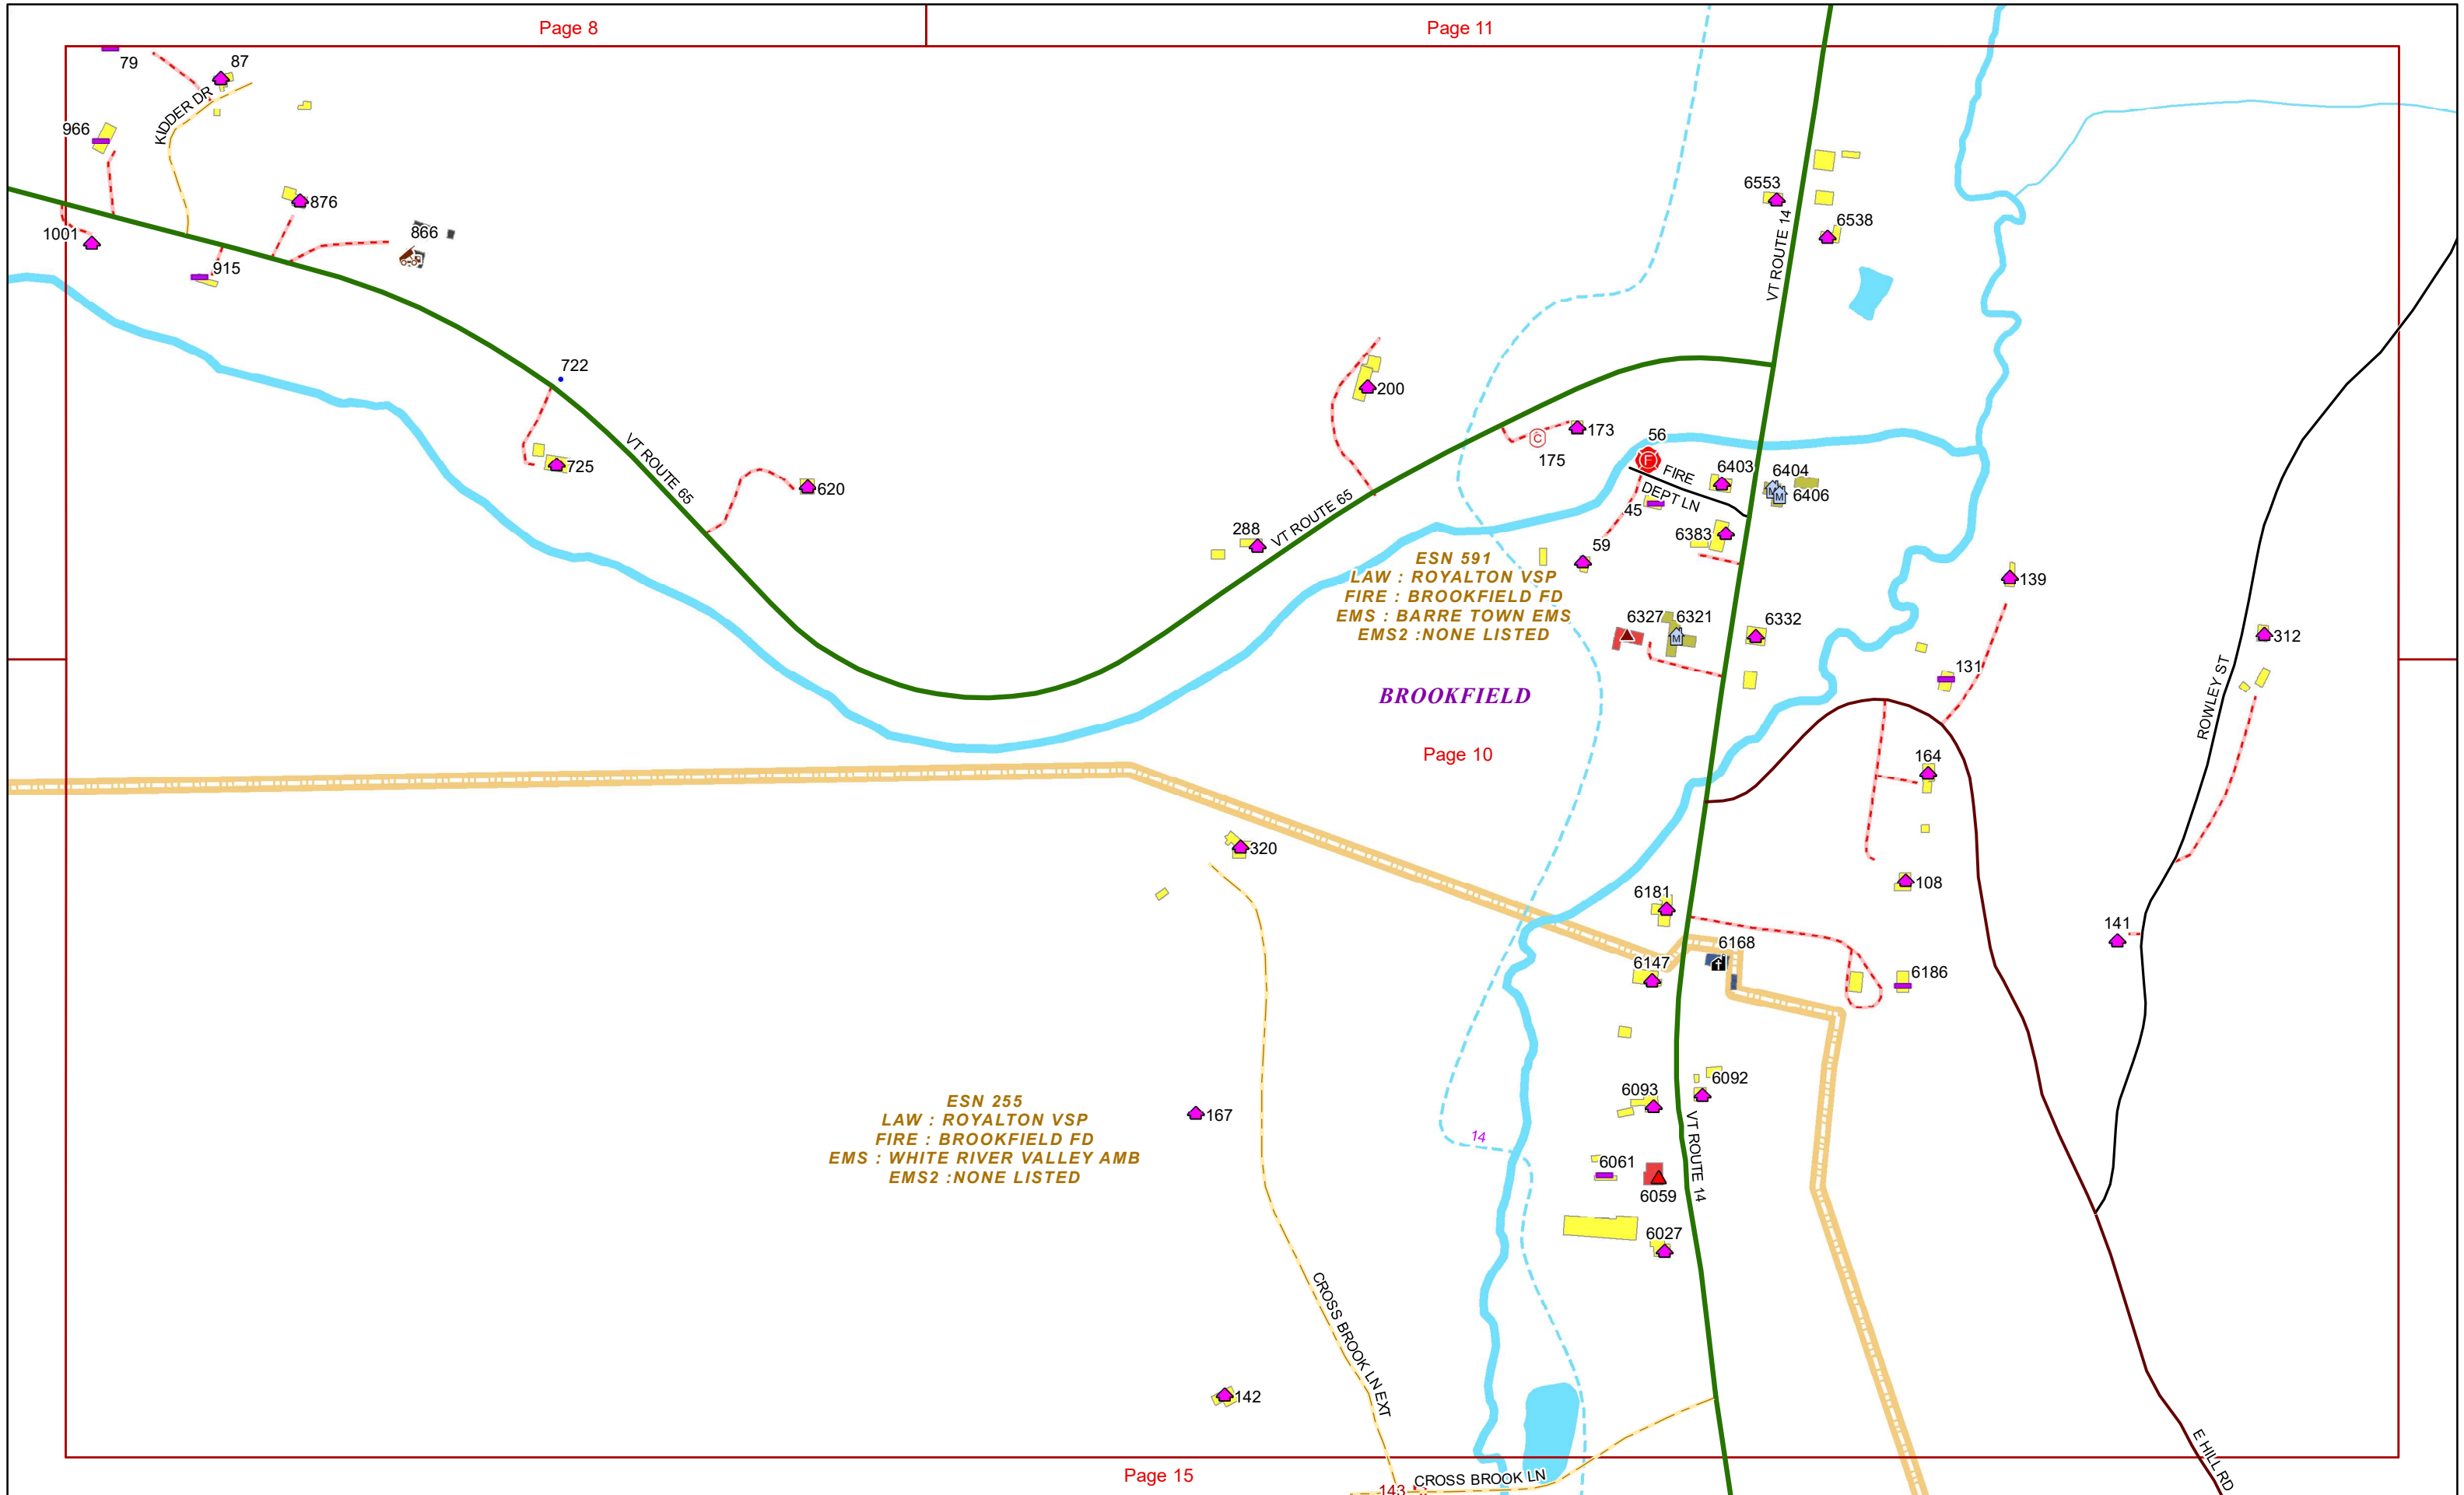 Page 8
Page 11
79
87
KIDDER DR
966
876
1001
866
915
6553
6538
VT ROUTE 14
722
725
VT ROUTE 65
620
200
173
C
175
56
F
FIRE
DEPT LN
6403
6404
M
M
6406
45
6383
59
288
VT ROUTE 65
ESN 591
LAW : ROYALTON VSP
FIRE : BROOKFIELD FD
EMS : BARRE TOWN EMS
EMS2 :NONE LISTED
6327
6321
M
6332
139
131
312
ROWLEY ST
BROOKFIELD
Page 10
164
320
108
6181
141
6168
6147
6186
6092
6093
ESN 255
LAW : ROYALTON VSP
FIRE : BROOKFIELD FD
EMS : WHITE RIVER VALLEY AMB
EMS2 :NONE LISTED
167
14
VT ROUTE 14
6061
6059
6027
CROSS BROOK LN EXT
142
E HILL RD
Page 15
CROSS BROOK LN
143